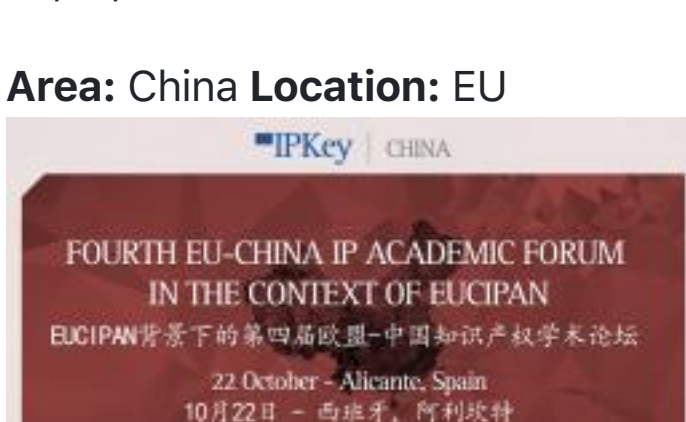 Area: China Location: EU
IPKey | CHINA
FOURTH EU-CHINA IP ACADEMIC FORUM
IN THE CONTEXT OF EUCIPAN
EUCIPAN背景下的第四届欧盟-中国知识产权学术论坛
22 October - Alicante, Spain
10月22日 - 西班牙, 阿利坎特